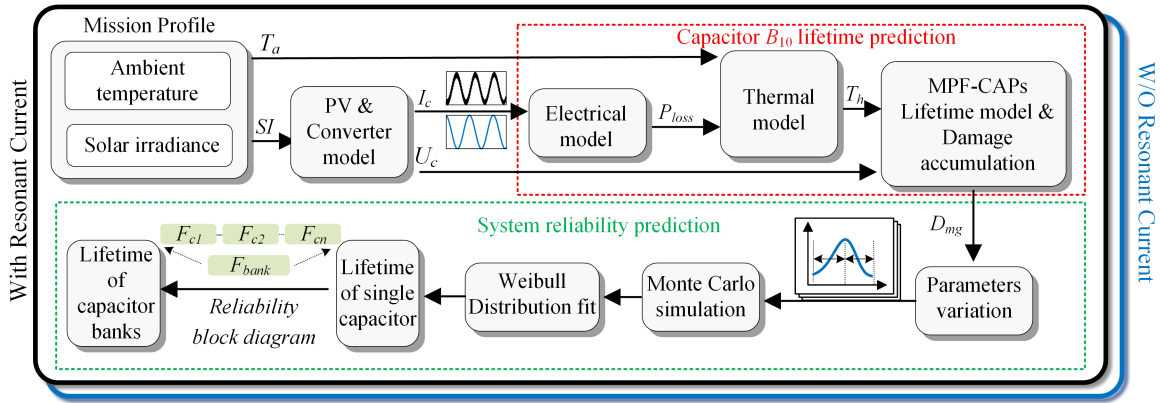 With Resonant Current
W/O Resonant Current
Mission Profile
Ambient
temperature
Solar irradiance
T_a
SI
PV &
Converter
model
I_c
U_c
Capacitor B_10 lifetime prediction
Electrical
model
P_loss
Thermal
model
T_h
MPF-CAPs
Lifetime model &
Damage
accumulation
D_mg
System reliability prediction
Parameters
variation
Monte Carlo
simulation
Weibull
Distribution fit
Lifetime
of single
capacitor
F_c1
F_c2
F_cn
F_bank
Reliability
block diagram
Lifetime
of
capacitor
banks